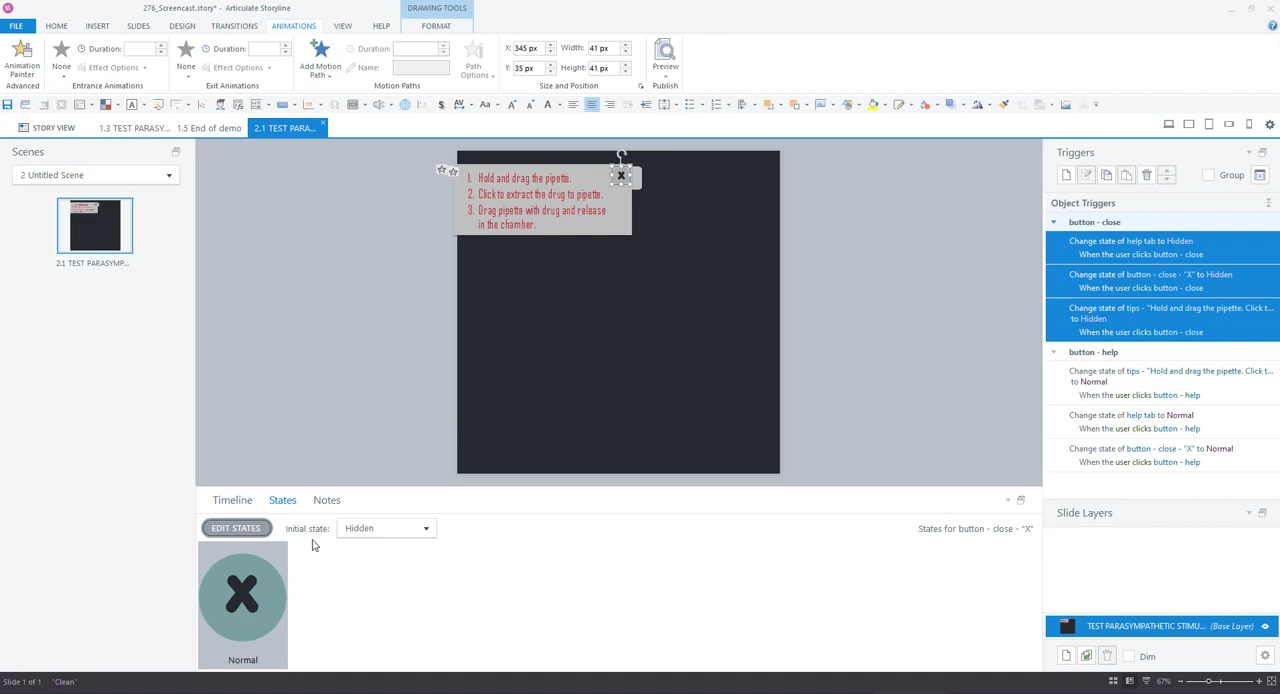 276_Screencast.story* - Articulate Storyline
DRAWING TOOLS
FILE HOME INSERT SLIDES DESIGN TRANSITIONS ANIMATIONS VIEW HELP FORMAT
Animation
Painter
Advanced
None
Duration:
Effect Options
Entrance Animations
None
Duration:
Effect Options
Exit Animations
Add Motion
Path
Duration:
Name:
Motion Paths
Path
Options
X: 345 px Width: 41 px
Y: 35 px Height: 41 px
Size and Position
Preview
Publish
STORY VIEW 1.3 TEST PARASY... 1.5 End of demo 2.1 TEST PARA...
Scenes
2 Untitled Scene
2.1 TEST PARASYMP...
1. Hold and drag the pipette.
2. Click to extract the drug to pipette.
3. Drag pipette with drug and release
in the chamber.
X
Timeline States Notes
EDIT STATES Initial state: Hidden States for button - close - "X"
X
Normal
Triggers
Group
Object Triggers
button - close
Change state of help tab to Hidden
When the user clicks button - close
Change state of button - close - "X" to Hidden
When the user clicks button - close
Change state of tips - "Hold and drag the pipette. Click t...
to Hidden
When the user clicks button - close
button - help
Change state of tips - "Hold and drag the pipette. Click t...
to Normal
When the user clicks button - help
Change state of help tab to Normal
When the user clicks button - help
Change state of button - close - "X" to Normal
When the user clicks button - help
Slide Layers
TEST PARASYMPATHETIC STIMU... (Base Layer)
Dim
Slide 1 of 1 "Clean" 67%